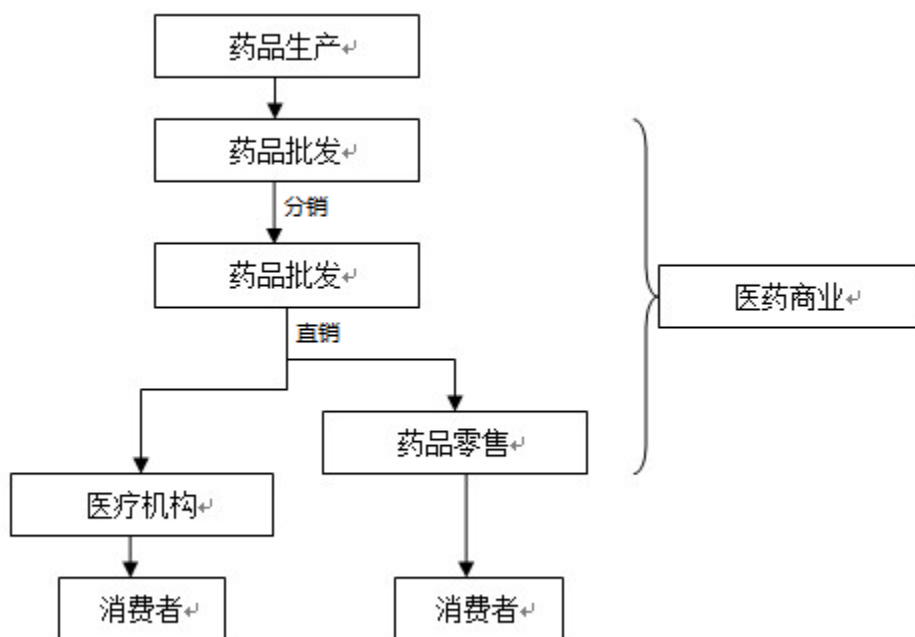 药品生产
药品批发
分销
药品批发
医药商业
直销
药品零售
医疗机构
消费者
消费者